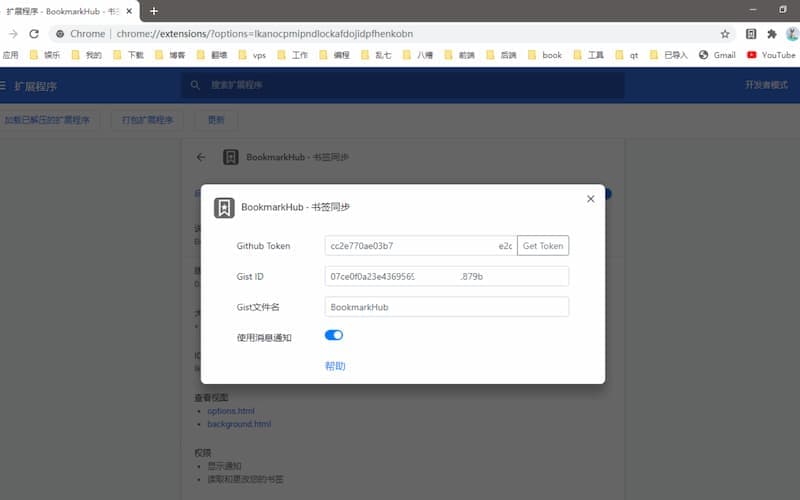 扩展程序 - BookmarkHub - 书签
Chrome | chrome://extensions/?options=lkanocpmipndlockafdojidpfhenkobn
应用 娱乐 我的 下载 博客 翻墙 vps 工作 编程 乱七 八糟 前端 后端 book 工具 qt 已导入 Gmail YouTube
扩展程序 搜索扩展程序 开发者模式
加载已解压的扩展程序 打包扩展程序 更新
BookmarkHub - 书签同步
BookmarkHub - 书签同步
Github Token cc2e770ae03b7 e2c Get Token
Gist ID 07ce0f0a23e4369569 .879b
Gist文件名 BookmarkHub
使用消息通知
帮助
查看视图
options.html
background.html
权限
显示通知
读取和更改您的书签